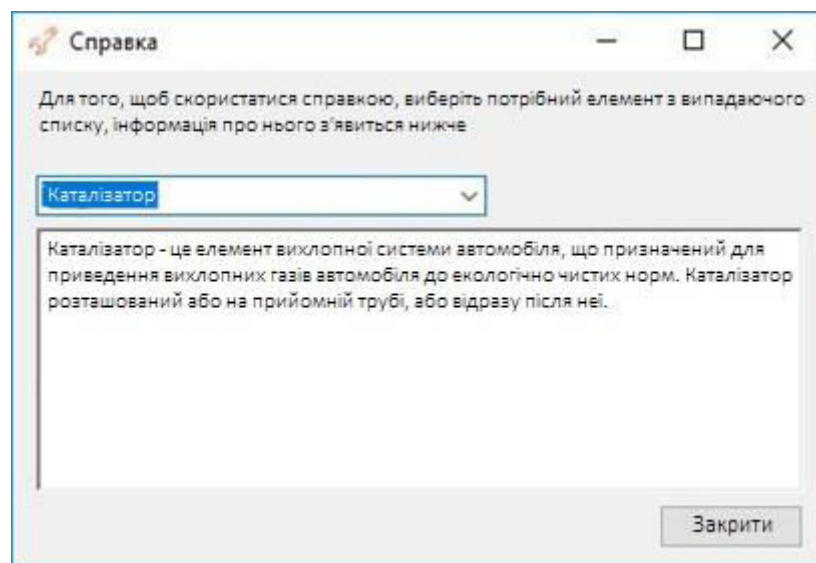 Справка
Для того, щоб скористатися справкою, виберіть потрібний елемент з випадаючого
списку, інформація про нього з'явиться нижче
Каталізатор
Каталізатор - це елемент вихлопної системи автомобіля, що призначений для
приведення вихлопних газів автомобіля до екологічно чистих норм. Каталізатор
розташований або на прийомній трубі, або відразу після неї.
Закрити